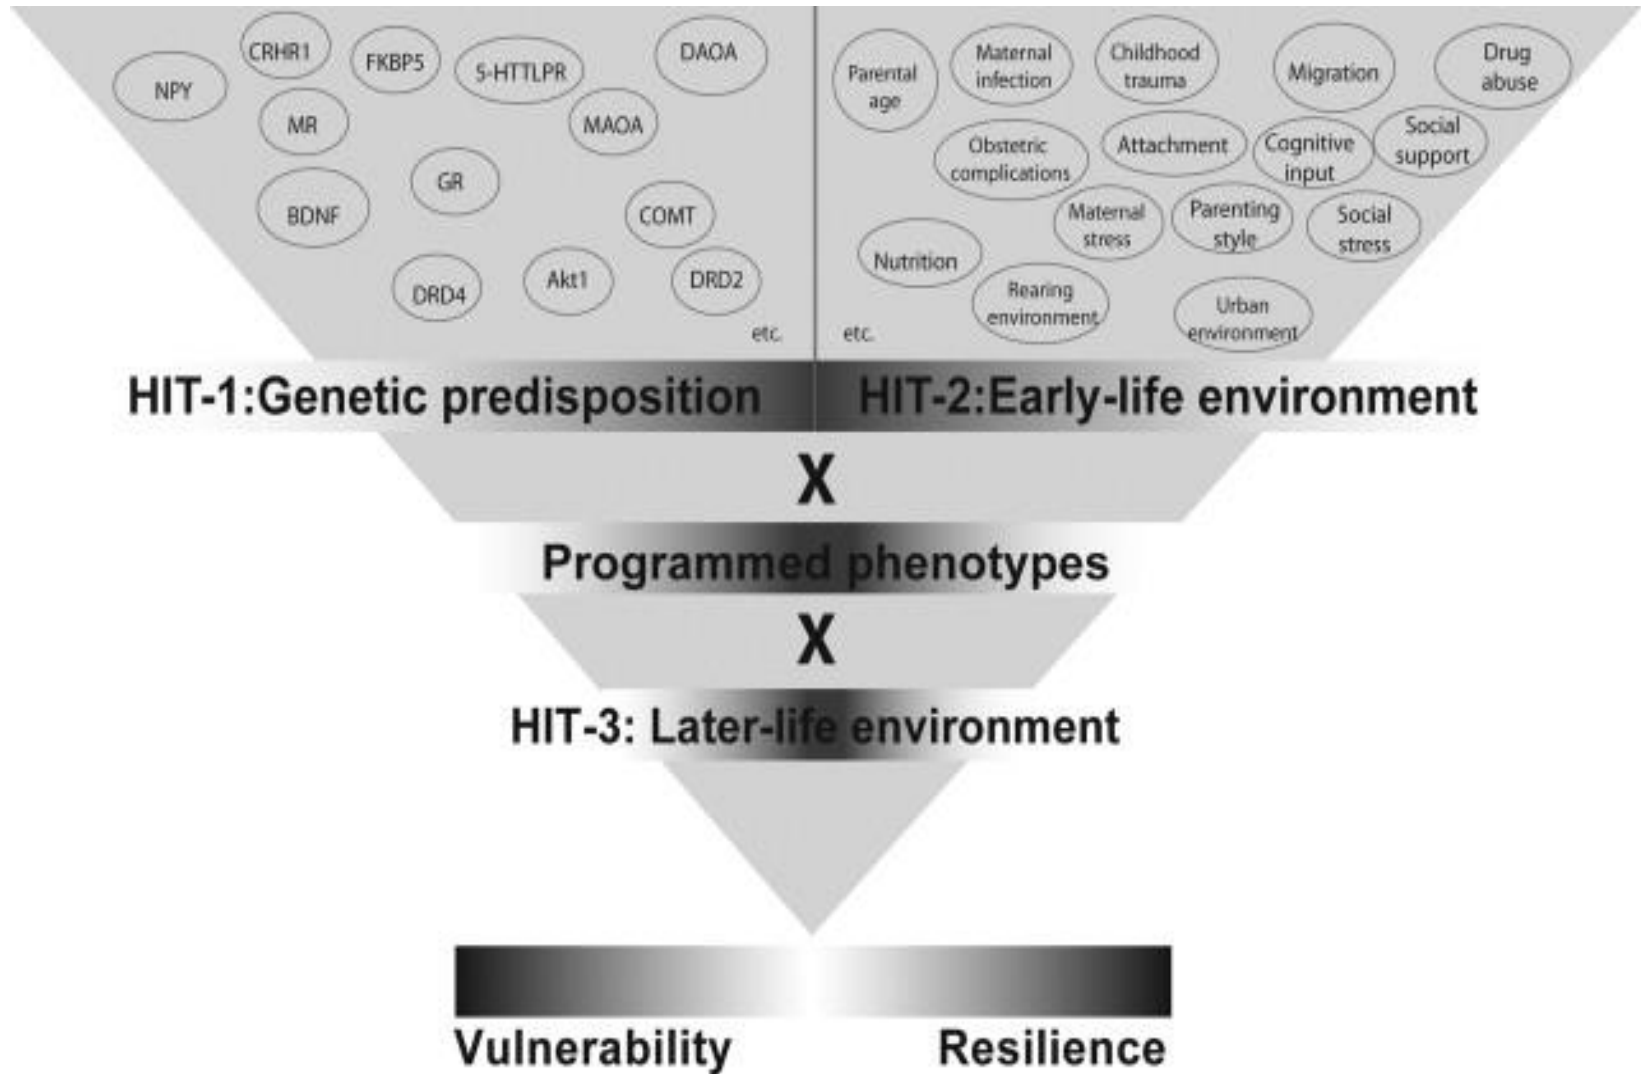 NPY
CRHR1
FKBP5
5-HTTLPR
DAOA
MR
MAOA
GR
BDNF
COMT
DRD4
Akt1
DRD2
etc.
Parental
age
Maternal
infection
Childhood
trauma
Migration
Drug
abuse
Obstetric
complications
Attachment
Cognitive
input
Social
support
Maternal
stress
Parenting
style
Social
stress
Nutrition
Rearing
environment
Urban
environment
etc.
HIT-1:Genetic predisposition
HIT-2:Early-life environment
X
Programmed phenotypes
X
HIT-3: Later-life environment
Vulnerability
Resilience